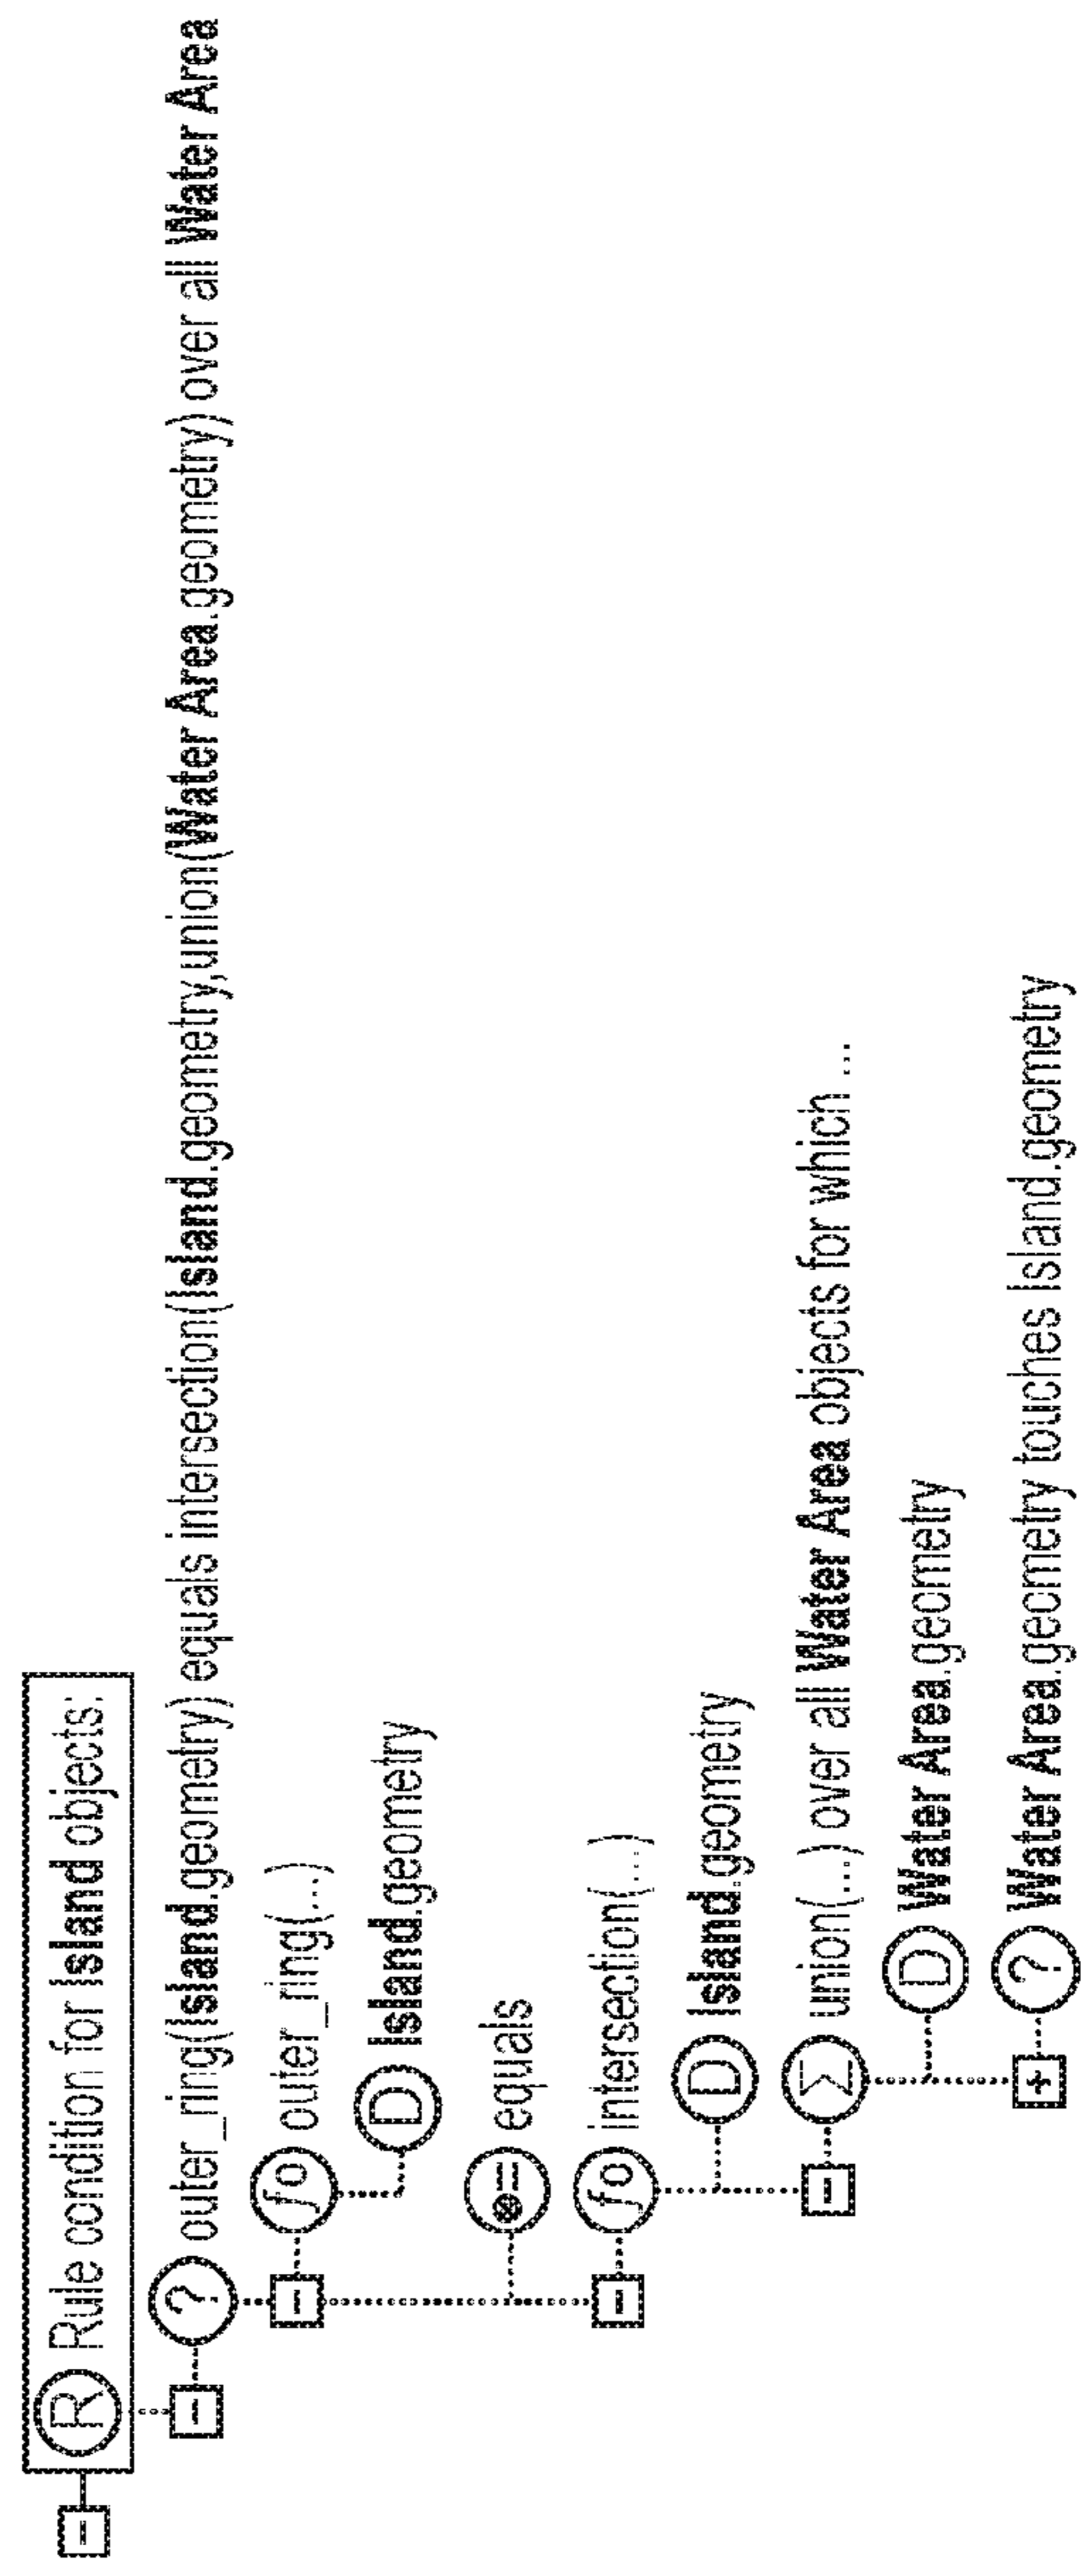 R Rule condition for Island objects:
? outer_ring(Island.geometry) equals intersection(Island.geometry,union(Water Area.geometry) over all Water Area
fo outer_ring(...)
D Island.geometry
= equals
fo intersection(...)
D Island.geometry
Σ union(...) over all Water Area objects for which ...
D Water Area.geometry
? Water Area.geometry touches Island.geometry